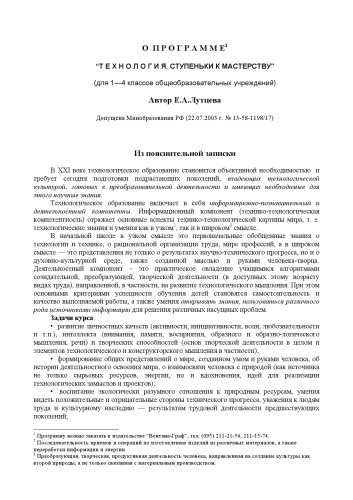 О П Р О Г Р А М М Е¹
“Т Е Х Н О Л О Г И Я. СТУПЕНЬКИ К МАСТЕРСТВУ”
(для 1—4 классов общеобразовательных учреждений)
Автор Е.А.Лутцева
Допущена Минобразования РФ (22.07.2003 г. № 13-58-1198/17)
Из пояснительной записки
В XXI веке технологическое образование становится объективной необходимостью и
требует сегодня подготовки подрастающих поколений, владеющих технологической
культурой, готовых к преобразовательной деятельности и имеющих необходимые для
этого научные знания.
Технологическое образование включает в себя информационно-познавательный и
деятельностный компоненты. Информационный компонент (технико-технологическая
компетентность) отражает основные аспекты технико-технологической картины мира, т. е.
технологические знания и умения как в узком², так и в широком³ смысле.
В начальной школе в узком смысле это первоначальные обобщенные знания о
технологии и технике, о рациональной организации труда, мире профессий, а в широком
смысле — это представления не только о результатах научно-технического прогресса, но и о
духовно-культурной среде, также созданной мыслью и руками человека-творца.
Деятельностный компонент – это практическое овладение учащимися алгоритмами
созидательной, преобразующей, творческой деятельности (в доступных этому возрасту
видах труда), направленной, в частности, на развитие технологического мышления. При этом
основными критериями успешности обучения детей становятся самостоятельность и
качество выполняемой работы, а также умения открывать знания, пользоваться различного
рода источниками информации для решения различных насущных проблем.
Задачи курса
• развитие личностных качеств (активности, инициативности, воли, любознательности
и т.п.), интеллекта (внимания, памяти, восприятия, образного и образно-логического
мышления, речи) и творческих способностей (основ творческой деятельности в целом и
элементов технологического и конструкторского мышления в частности);
• формирование общих представлений о мире, созданном умом и руками человека, об
истории деятельностного освоения мира, о взаимосвязи человека с природой (как источника
не только сырьевых ресурсов, энергии, но и вдохновения, идей для реализации
технологических замыслов и проектов);
• воспитание экологически разумного отношения к природным ресурсам, умения
видеть положительные и отрицательные стороны технического прогресса, уважения к людям
труда и культурному наследию — результатам трудовой деятельности предшествующих
поколений;
¹ Программу можно заказать в издательстве “Вентана-Граф”, тел. (095) 211-21-56, 211-15-74.
² Последовательность приемов и операций по изготовлению изделий из различных материалов, а также
переработки информации и энергии.
³ Преобразующая, творческая, продуктивная деятельность человека, направленная на создание культуры как
второй природы, а не только связанная с материальным производством.